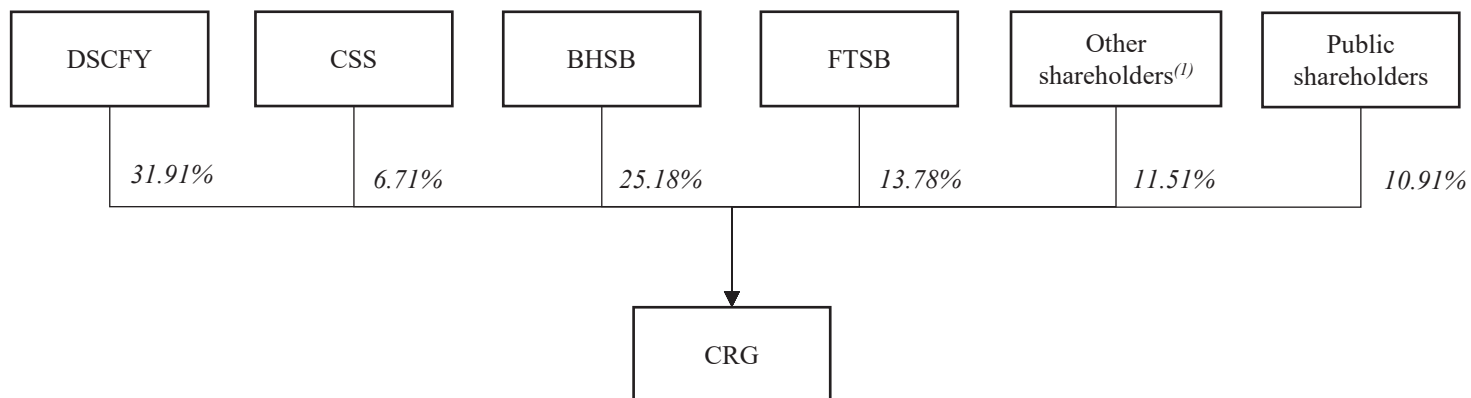 DSCFY
CSS
BHSB
FTSB
Other
shareholders(1)
Public
shareholders
31.91%
6.71%
25.18%
13.78%
11.51%
10.91%
CRG